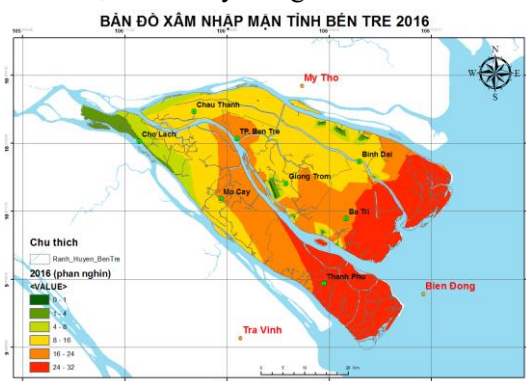 BẢN ĐỒ XÂM NHẬP MẶN TỈNH BẾN TRE 2016
N
W
E
S
My Tho
Chau Thanh
Cho Lach
TP. Ben Tre
Binh Dai
Giong Trom
Mo Cay
Ba Tri
Chu thich
Ranh_Huyen_BenTre
2016 (phan nghin)
<VALUE>
0 - 1
1 - 4
4 - 8
8 - 16
16 - 24
24 - 32
Thanh Phu
Bien Đong
Tra Vinh